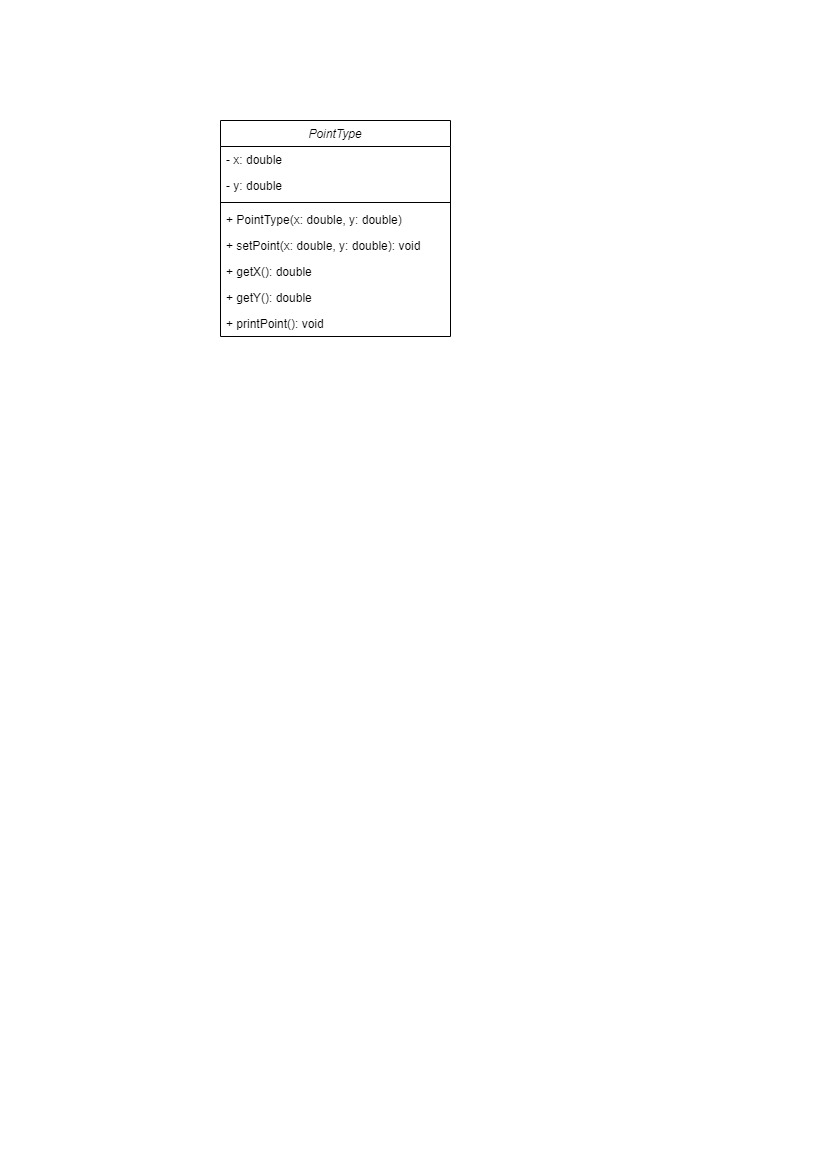 PointType
- x: double
- y: double
+ PointType(x: double, y: double)
+ setPoint(x: double, y: double): void
+ getX(): double
+ getY(): double
+ printPoint(): void